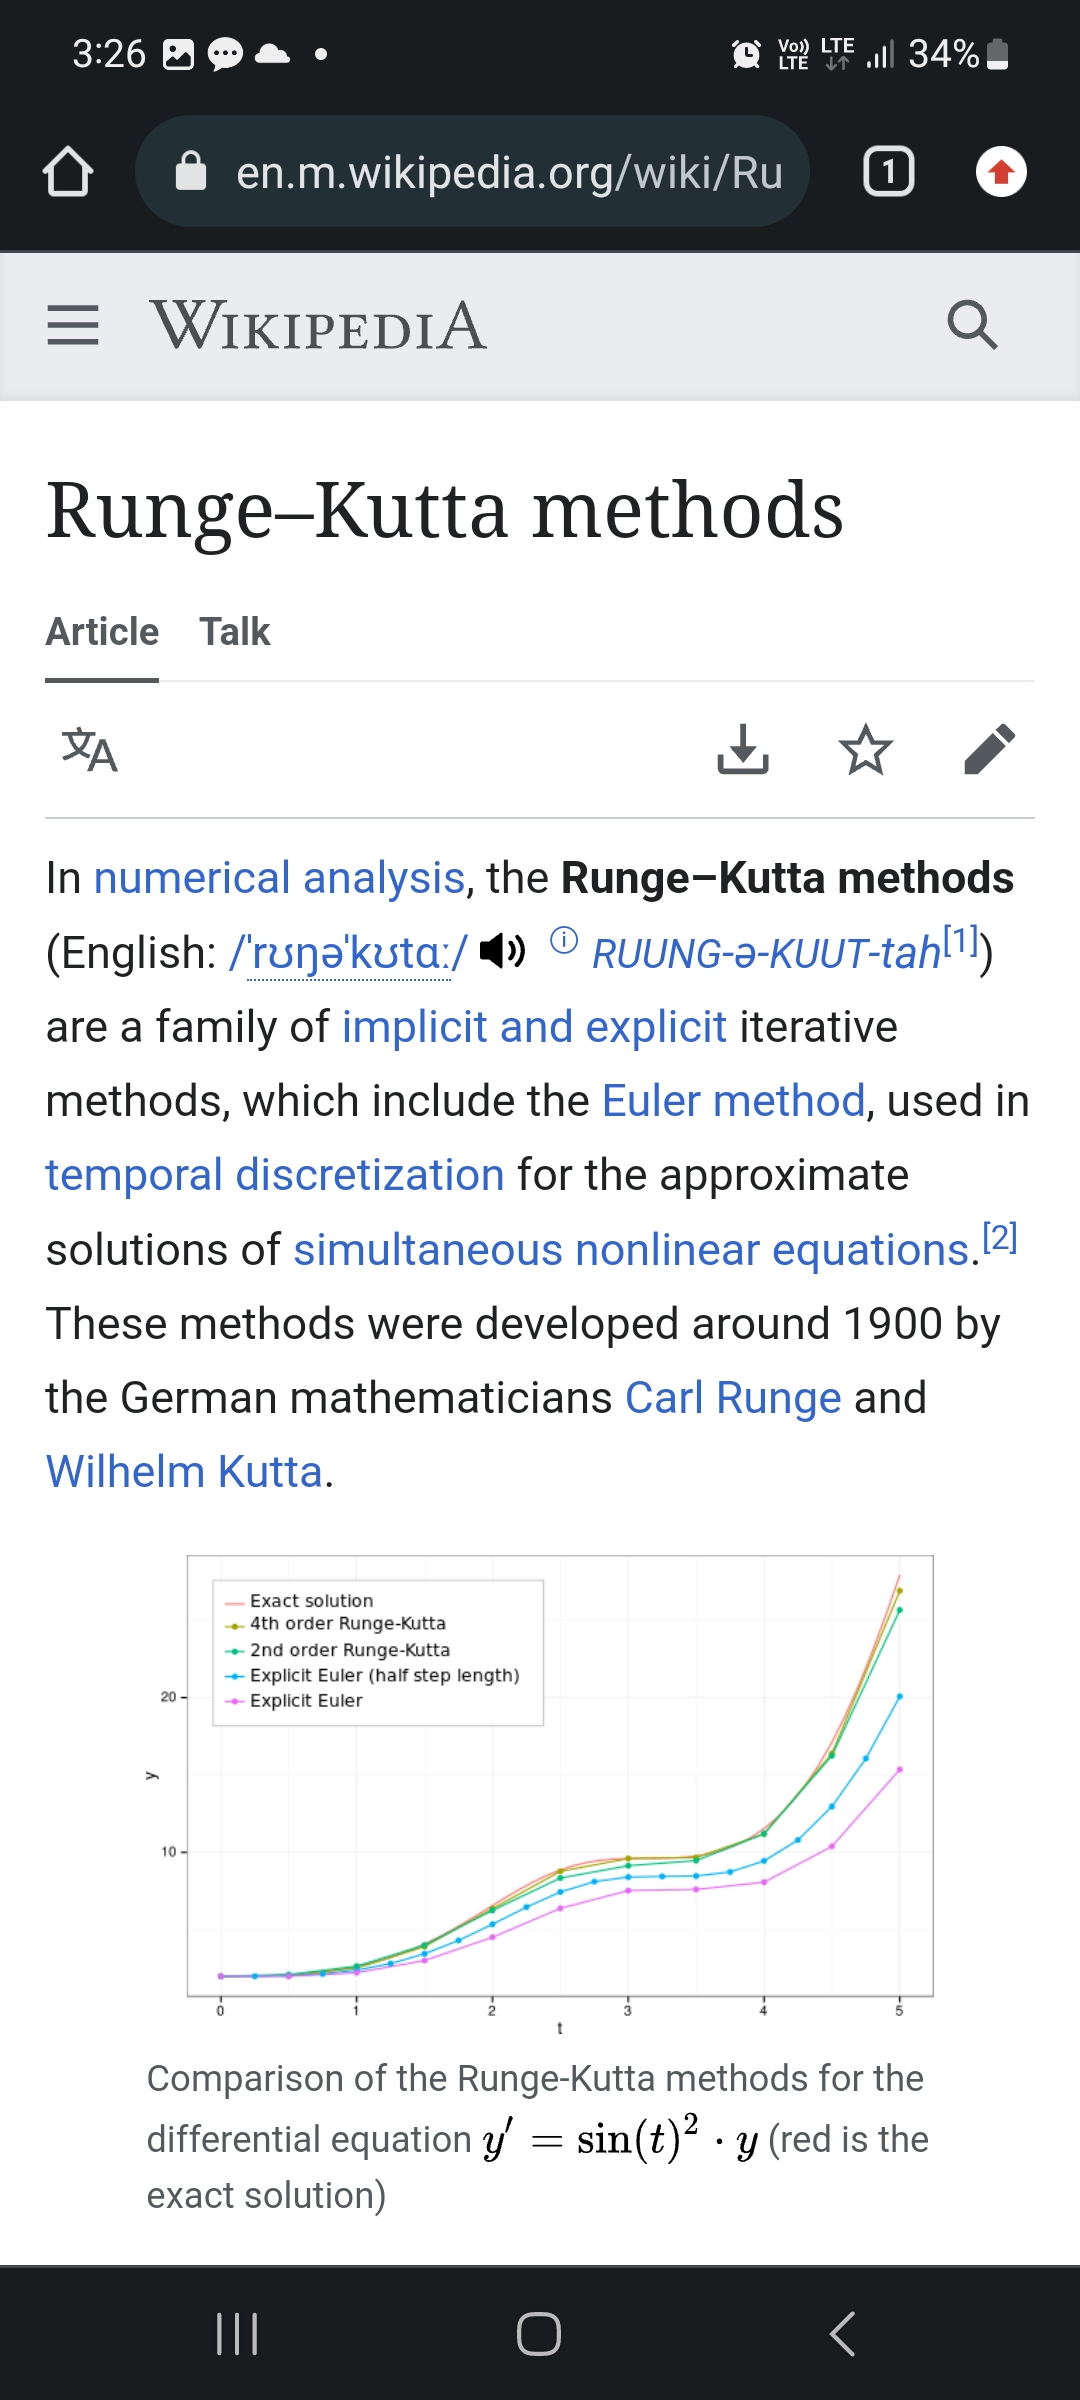 3:26
Vo)) LTE LTE 34%
en.m.wikipedia.org/wiki/Ru
1
WIKIPEDIA
Runge–Kutta methods
Article Talk
In numerical analysis, the Runge–Kutta methods
(English: /ˈrʊŋəˈkʊtɑː/ RUUNG-ə-KUUT-tah[1])
are a family of implicit and explicit iterative
methods, which include the Euler method, used in
temporal discretization for the approximate
solutions of simultaneous nonlinear equations.[2]
These methods were developed around 1900 by
the German mathematicians Carl Runge and
Wilhelm Kutta.
Exact solution
4th order Runge-Kutta
2nd order Runge-Kutta
Explicit Euler (half step length)
Explicit Euler
20
y
10
0 1 2 3 4 5
t
Comparison of the Runge-Kutta methods for the
differential equation y′ = sin(t)² · y (red is the
exact solution)